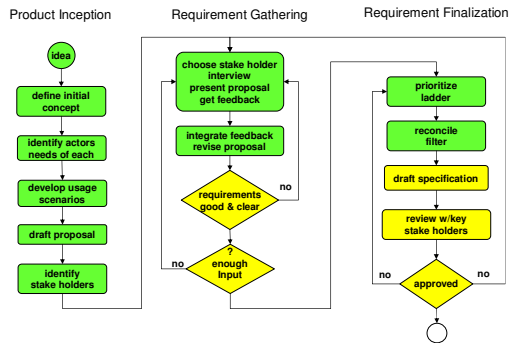 Product Inception
idea
define initial
concept
identify actors
needs of each
develop usage
scenarios
draft proposal
identify
stake holders
Requirement Gathering
choose stake holder
interview
present proposal
get feedback
integrate feedback
revise proposal
requirements
good & clear
no
?
enough
Input
no
Requirement Finalization
prioritize
ladder
reconcile
filter
draft specification
review w/key
stake holders
no
approved
no